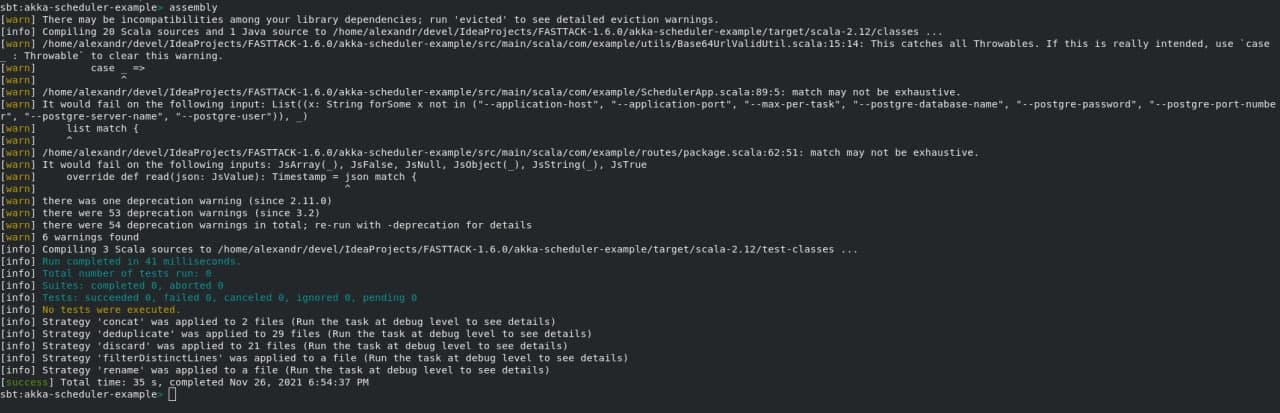 sbt:akka-scheduler-example> assembly
[warn] There may be incompatibilities among your library dependencies; run 'evicted' to see detailed eviction warnings.
[info] Compiling 20 Scala sources and 1 Java source to /home/alexandr/devel/IdeaProjects/FASTTACK-1.6.0/akka-scheduler-example/target/scala-2.12/classes ...
[warn] /home/alexandr/devel/IdeaProjects/FASTTACK-1.6.0/akka-scheduler-example/src/main/scala/com/example/utils/Base64UrlValidUtil.scala:15:14: This catches all Throwables. If this is really intended, use `case
_ : Throwable` to clear this warning.
[warn]         case _ =>
[warn]              ^
[warn] /home/alexandr/devel/IdeaProjects/FASTTACK-1.6.0/akka-scheduler-example/src/main/scala/com/example/SchedulerApp.scala:89:5: match may not be exhaustive.
[warn] It would fail on the following input: List((x: String forSome x not in ("--application-host", "--application-port", "--max-per-task", "--postgre-database-name", "--postgre-password", "--postgre-port-numbe
r", "--postgre-server-name", "--postgre-user")), _)
[warn]     list match {
[warn]     ^
[warn] /home/alexandr/devel/IdeaProjects/FASTTACK-1.6.0/akka-scheduler-example/src/main/scala/com/example/routes/package.scala:62:51: match may not be exhaustive.
[warn] It would fail on the following inputs: JsArray(_), JsFalse, JsNull, JsObject(_), JsString(_), JsTrue
[warn]     override def read(json: JsValue): Timestamp = json match {
[warn]                                                   ^
[warn] there was one deprecation warning (since 2.11.0)
[warn] there were 53 deprecation warnings (since 3.2)
[warn] there were 54 deprecation warnings in total; re-run with -deprecation for details
[warn] 6 warnings found
[info] Compiling 3 Scala sources to /home/alexandr/devel/IdeaProjects/FASTTACK-1.6.0/akka-scheduler-example/target/scala-2.12/test-classes ...
[info] Run completed in 41 milliseconds.
[info] Total number of tests run: 0
[info] Suites: completed 0, aborted 0
[info] Tests: succeeded 0, failed 0, canceled 0, ignored 0, pending 0
[info] No tests were executed.
[info] Strategy 'concat' was applied to 2 files (Run the task at debug level to see details)
[info] Strategy 'deduplicate' was applied to 29 files (Run the task at debug level to see details)
[info] Strategy 'discard' was applied to 21 files (Run the task at debug level to see details)
[info] Strategy 'filterDistinctLines' was applied to a file (Run the task at debug level to see details)
[info] Strategy 'rename' was applied to a file (Run the task at debug level to see details)
[success] Total time: 35 s, completed Nov 26, 2021 6:54:37 PM
sbt:akka-scheduler-example>